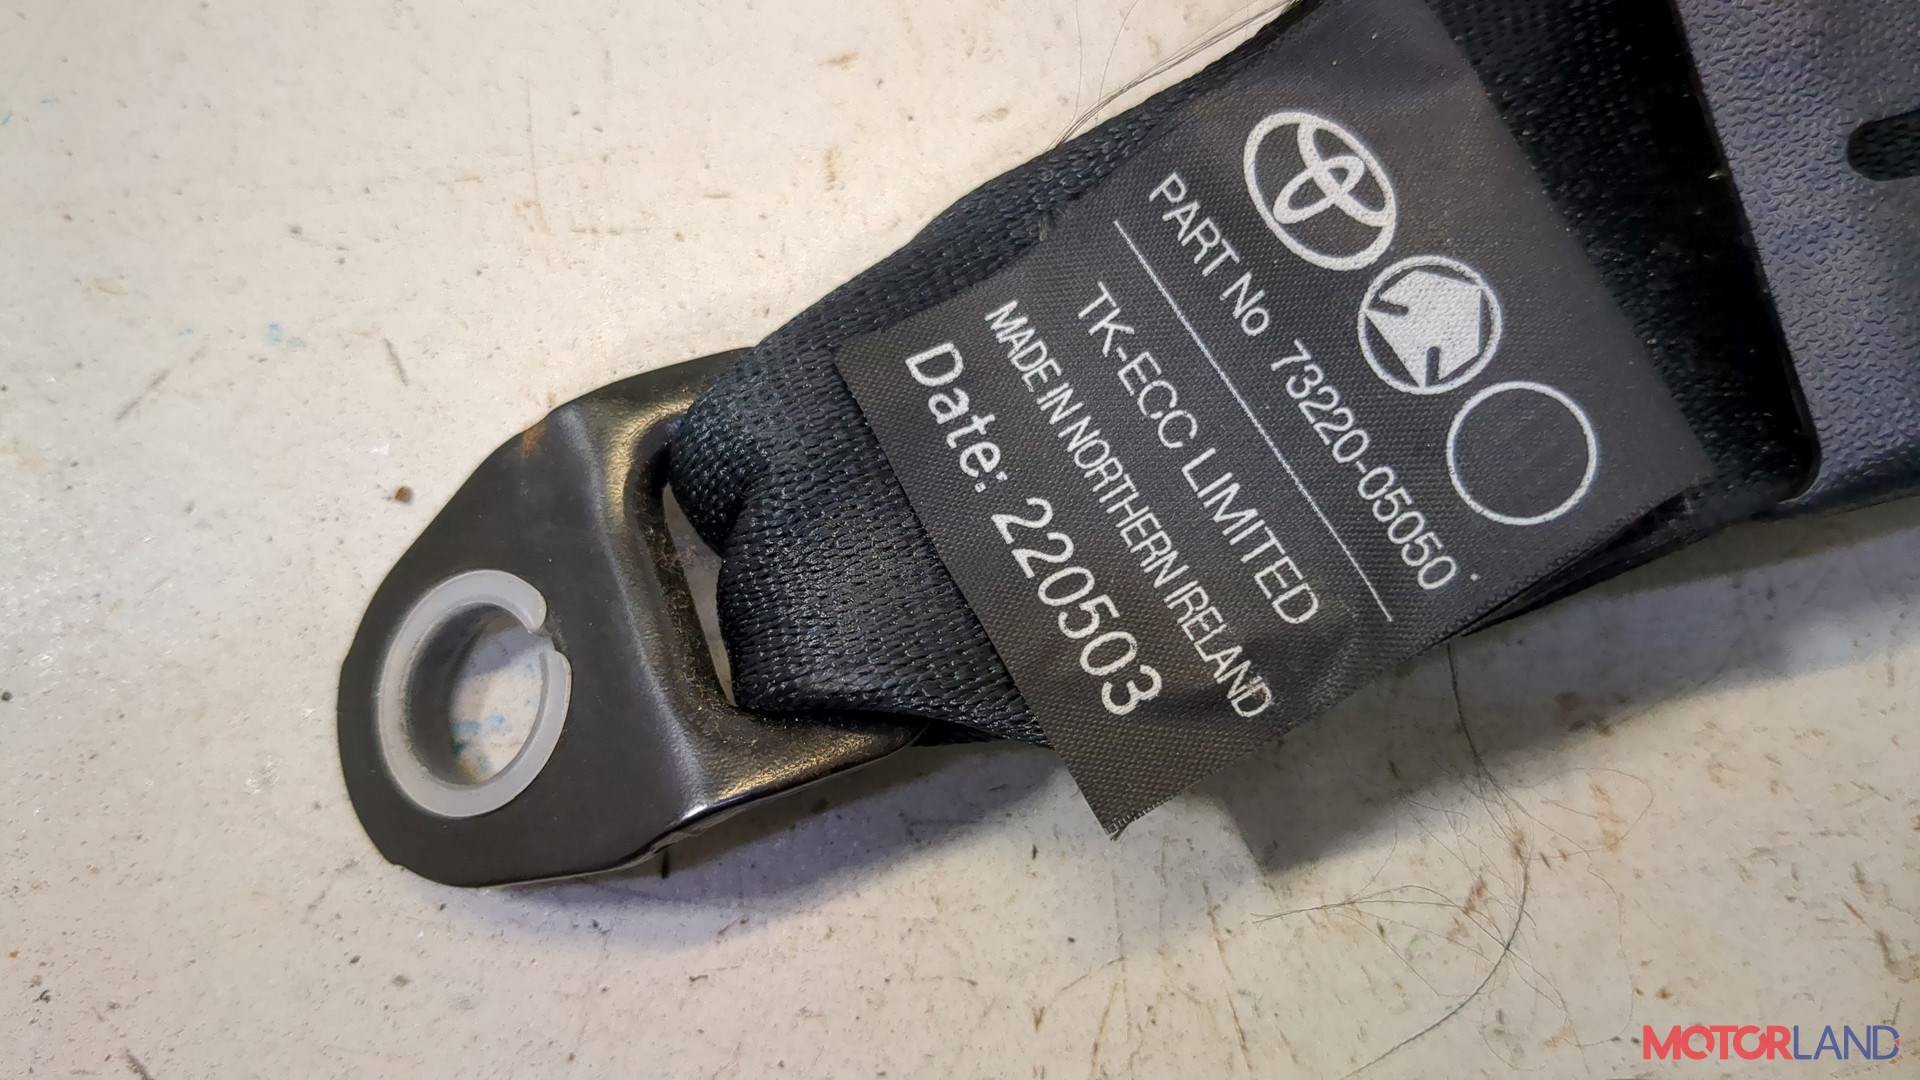 PART No 73220-05050
TK-ECC LIMITED
MADE IN NORTHERN IRELAND
Date: 220503
MOTORLAND